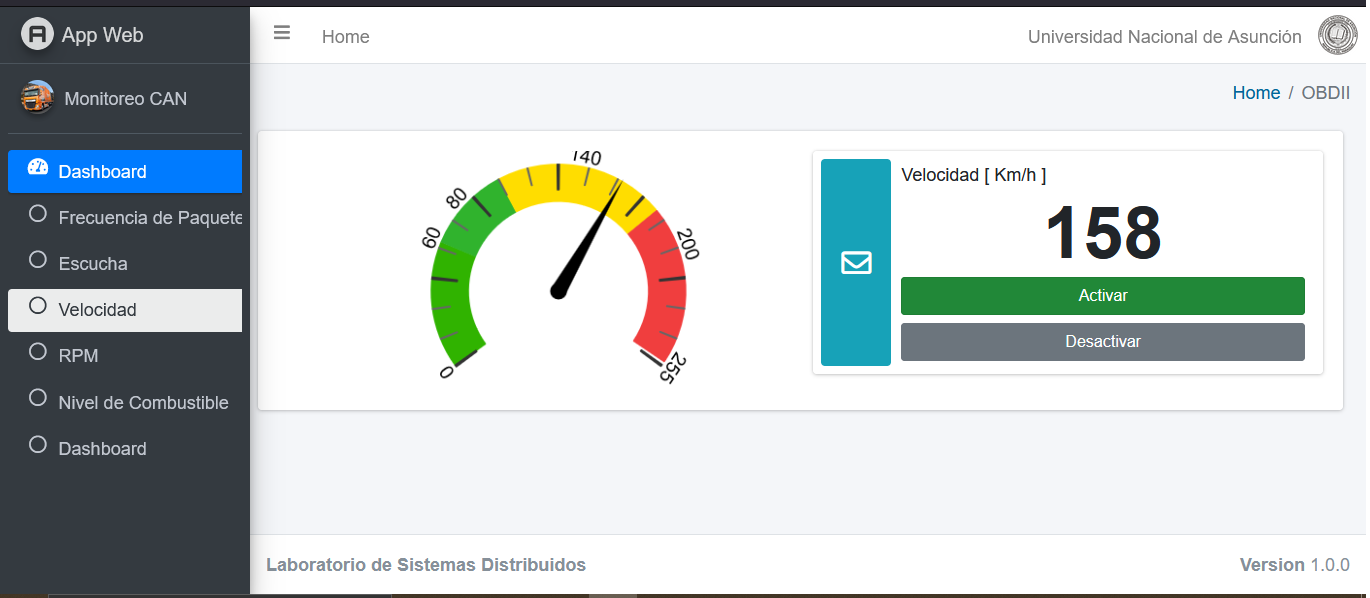 App Web
Home
Universidad Nacional de Asunción
Monitoreo CAN
Home / OBDII
Dashboard
Frecuencia de Paquete
Escucha
Velocidad
RPM
Nivel de Combustible
Dashboard
0
60
80
140
200
255
Velocidad [ Km/h ]
158
Activar
Desactivar
Laboratorio de Sistemas Distribuidos
Version 1.0.0